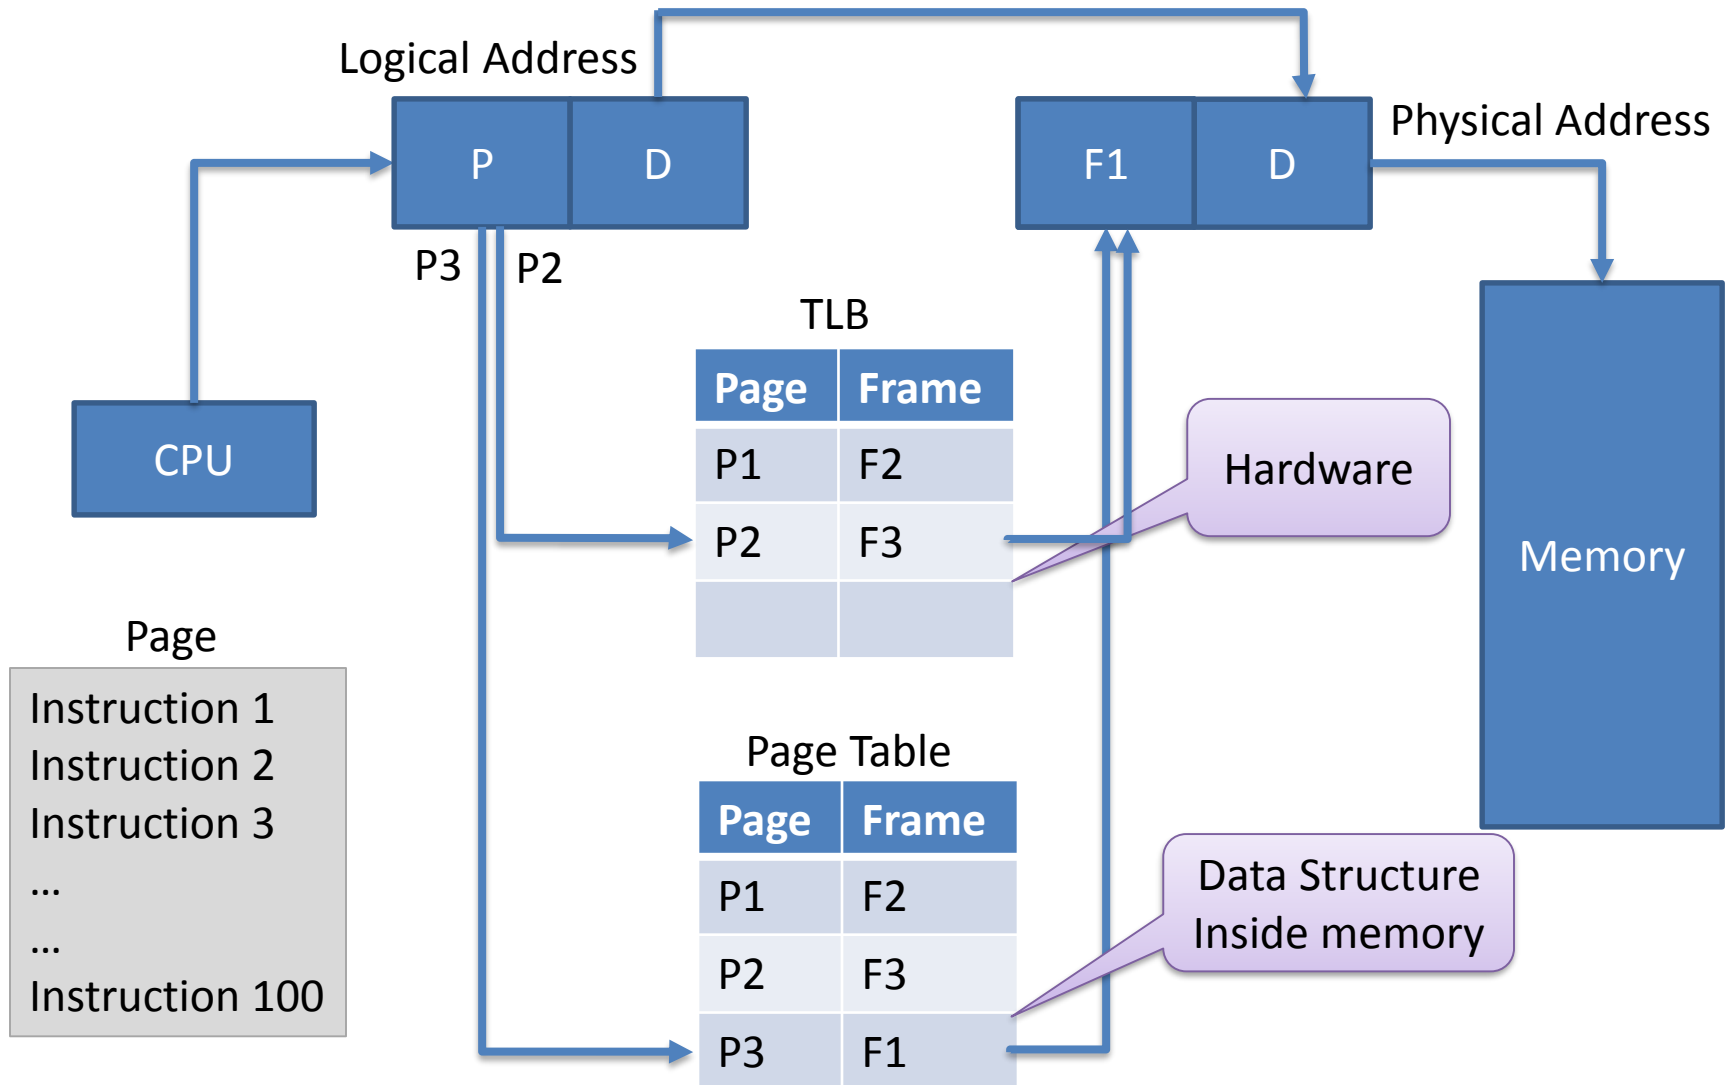 Logical Address
P D
F1 D
Physical Address
P3 P2
CPU
TLB
Page Frame
P1 F2
P2 F3
Hardware
Memory
Page
Instruction 1
Instruction 2
Instruction 3
...
...
Instruction 100
Page Table
Page Frame
P1 F2
P2 F3
P3 F1
Data Structure
Inside memory